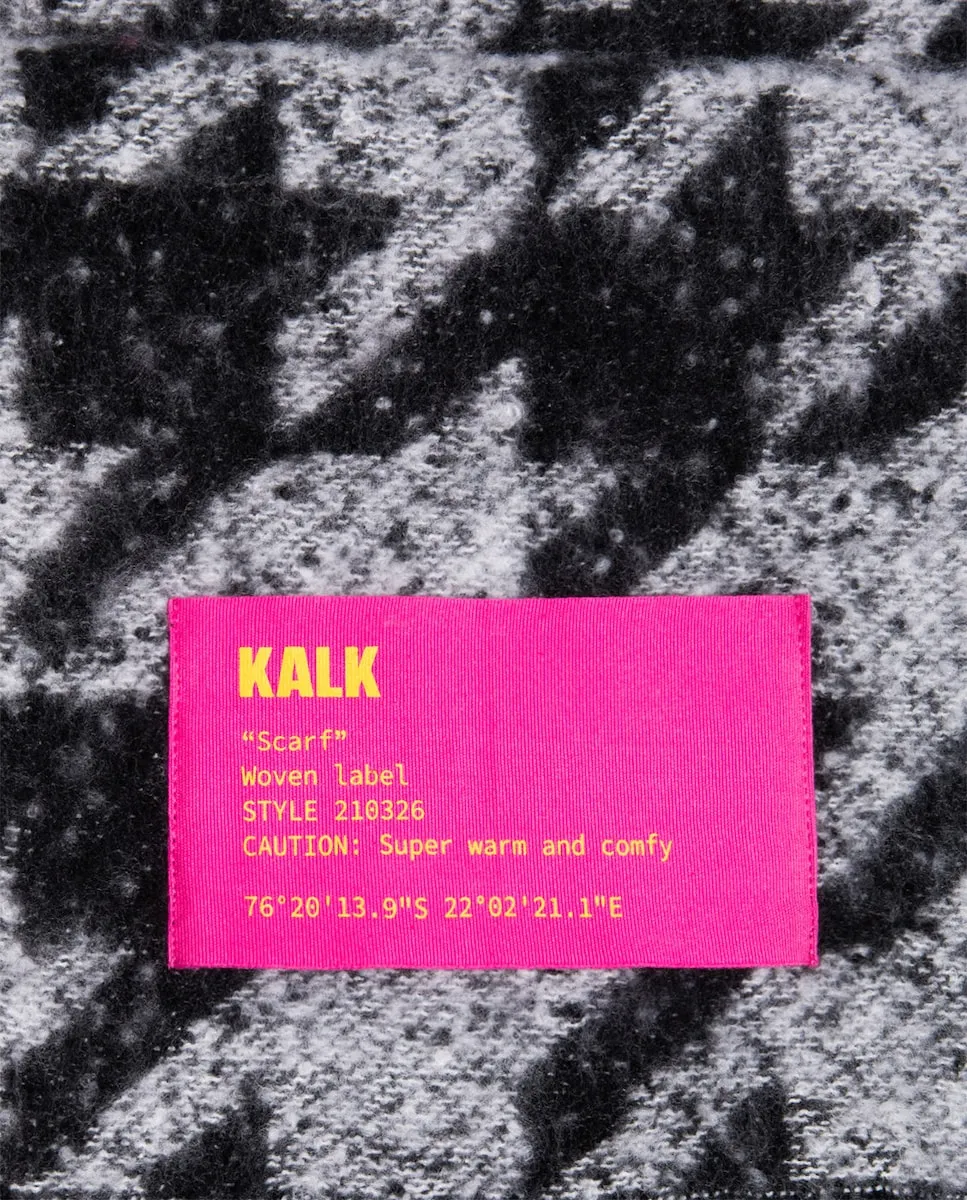 KALK
“Scarf”
Woven label
STYLE 210326
CAUTION: Super warm and comfy
76°20'13.9"S 22°02'21.1"E